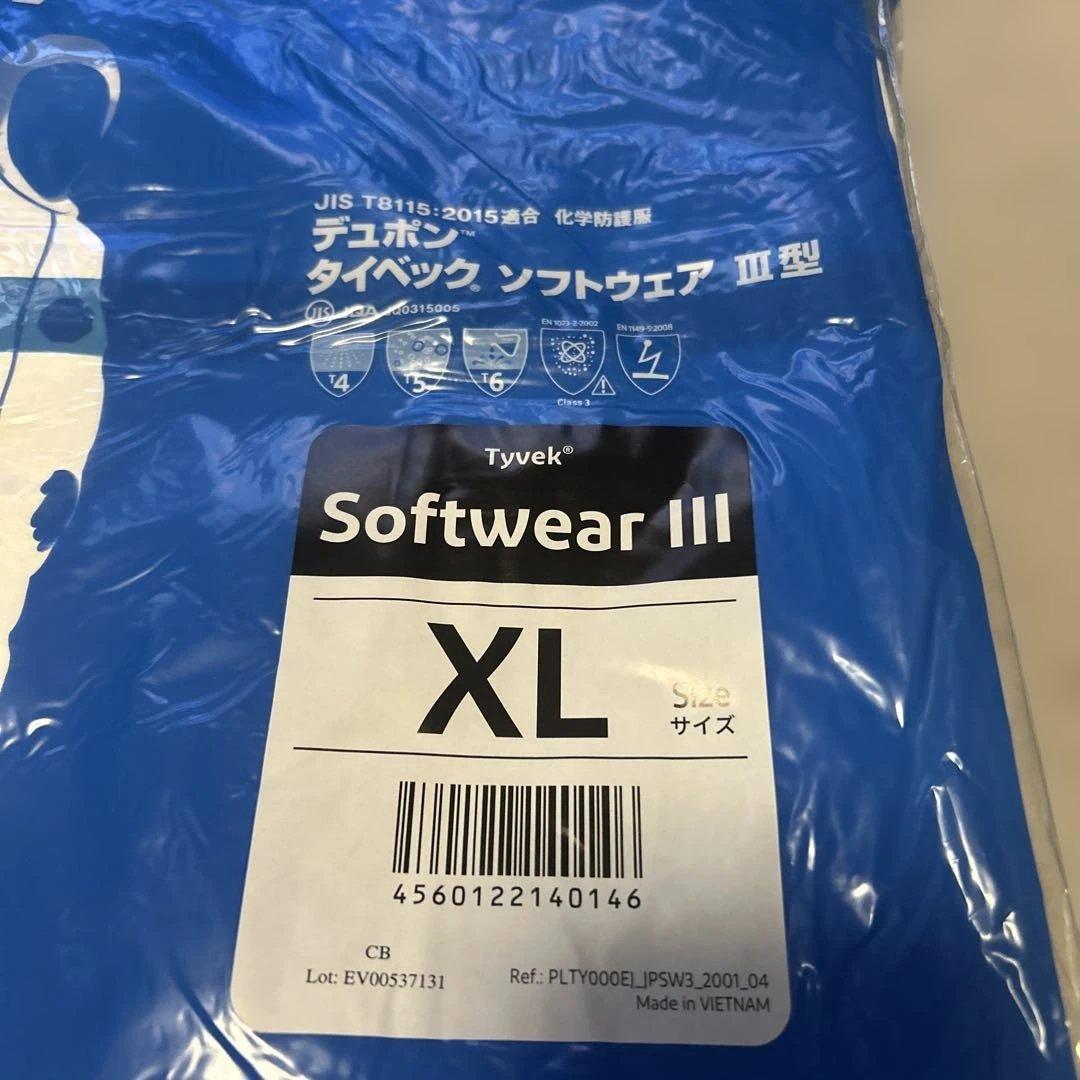 JIS T8115:2015適合 化学防護服
デュポン™
タイベック® ソフトウェア III型
JIS JQA JQ0315005
EN 1073-2:2002
EN 1149-5:2008
T4
T5
T6
Class 3
Tyvek®
Softwear III
XL
Size
サイズ
4560122140146
CB
Lot: EV00537131
Ref.: PLTY000EJ_JPSW3_2001_04
Made in VIETNAM